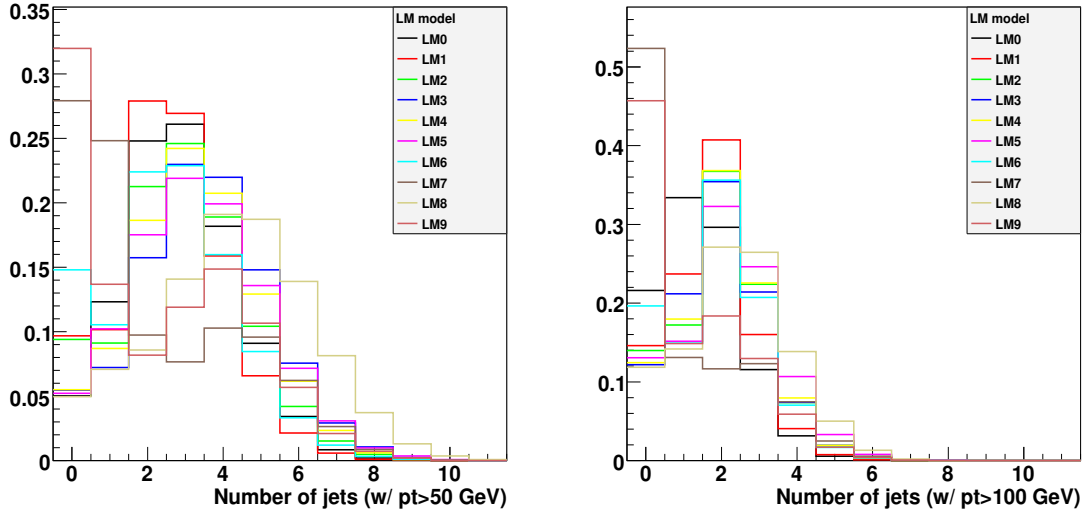 0.35
0.3
0.25
0.2
0.15
0.1
0.05
0
0 2 4 6 8 10
Number of jets (w/ pt>50 GeV)
LM model
LM0
LM1
LM2
LM3
LM4
LM5
LM6
LM7
LM8
LM9
0.5
0.4
0.3
0.2
0.1
0
0 2 4 6 8 10
Number of jets (w/ pt>100 GeV)
LM model
LM0
LM1
LM2
LM3
LM4
LM5
LM6
LM7
LM8
LM9